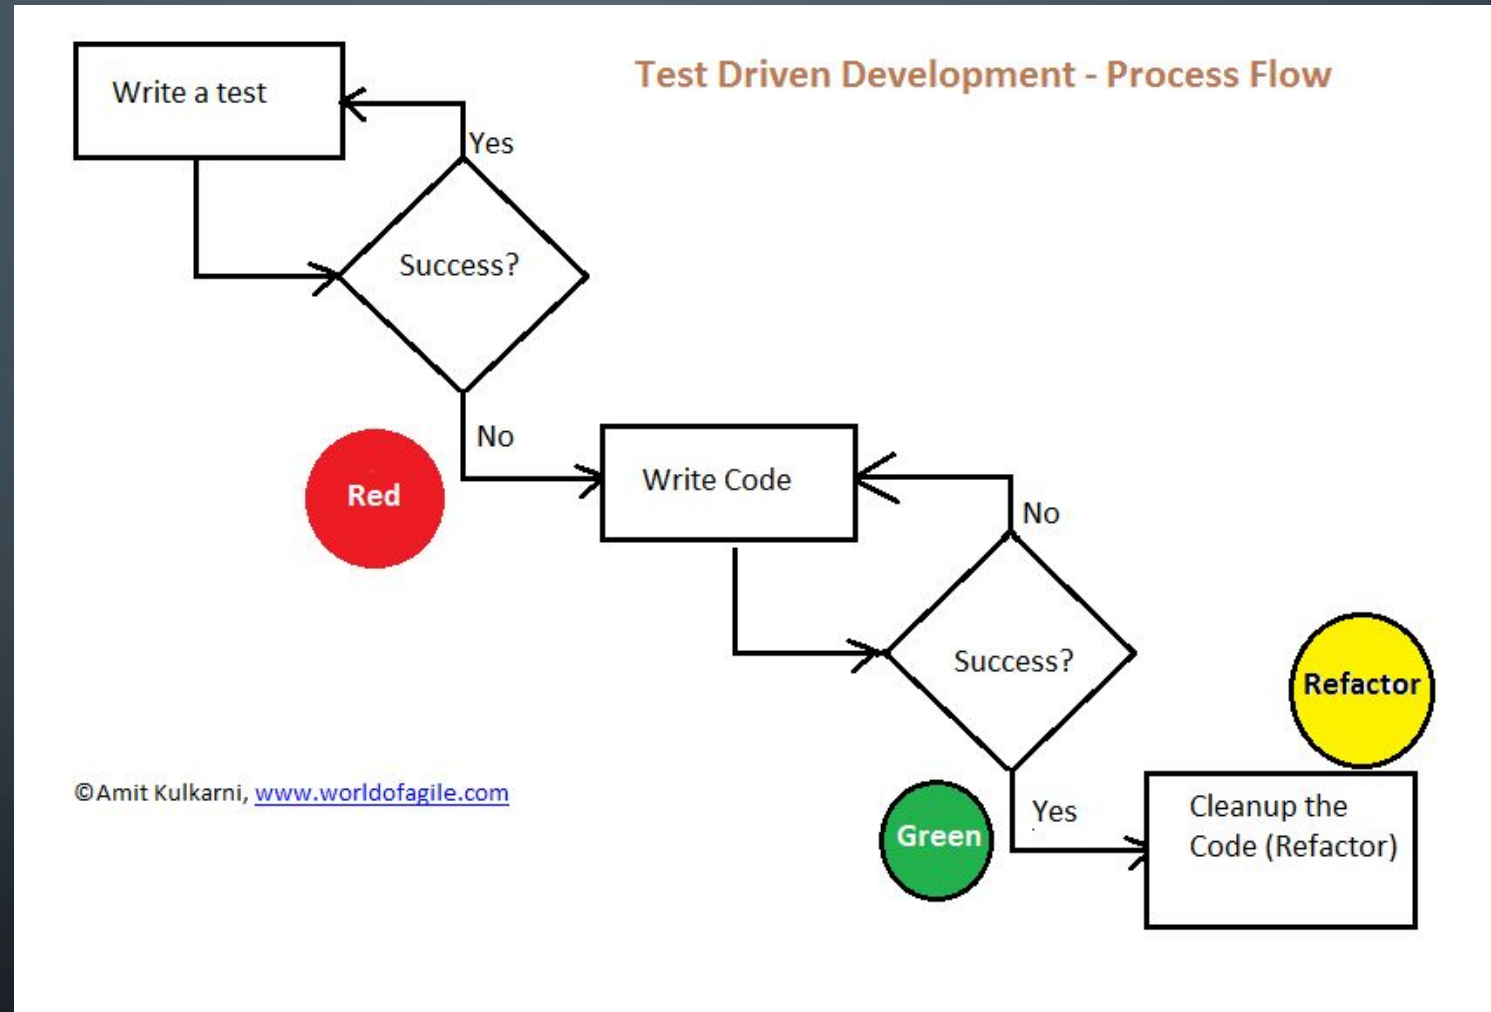 Test Driven Development - Process Flow
Write a test
Yes
Success?
No
Red
Write Code
No
Success?
Refactor
Green
Yes
Cleanup the
Code (Refactor)
©Amit Kulkarni, www.worldofagile.com